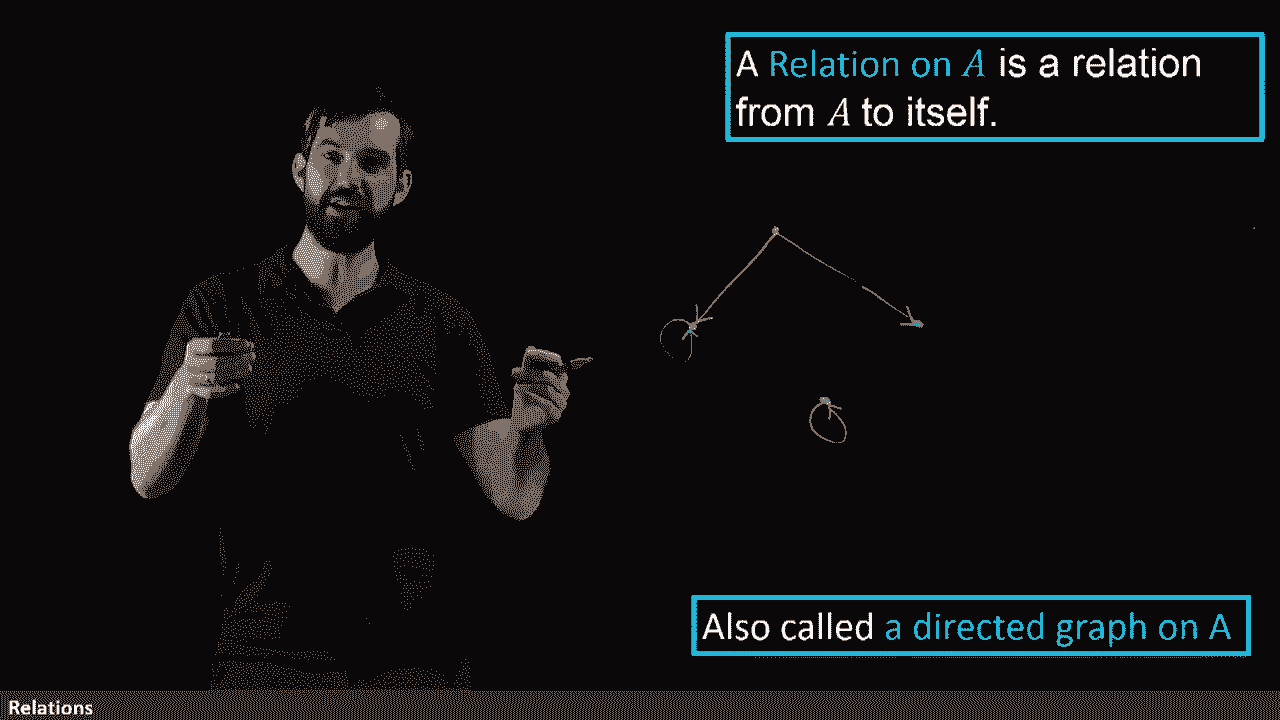 A Relation on A is a relation
from A to itself.
Also called a directed graph on A
Relations